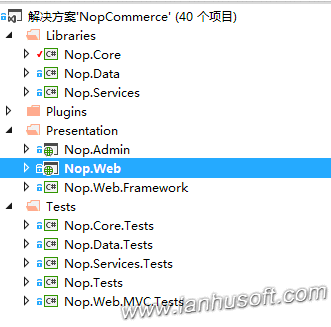 解决方案'NopCommerce' (40 个项目)
Libraries
Nop.Core
Nop.Data
Nop.Services
Plugins
Presentation
Nop.Admin
Nop.Web
Nop.Web.Framework
Tests
Nop.Core.Tests
Nop.Data.Tests
Nop.Services.Tests
Nop.Tests
Nop.Web.MVC.Tests
www.lanhusoft.com